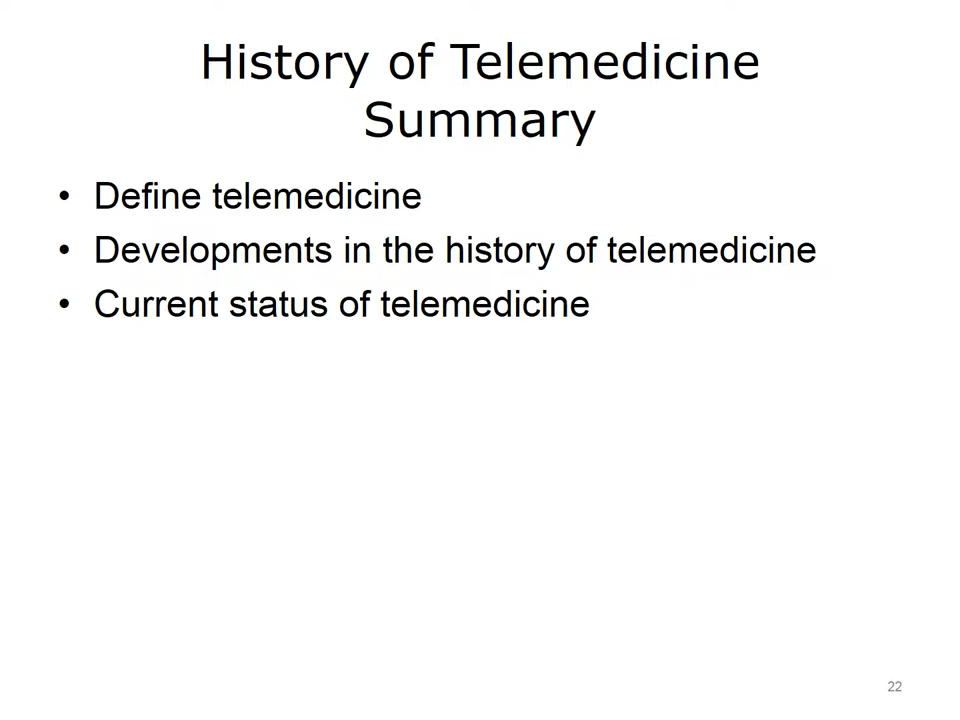 History of Telemedicine
Summary
• Define telemedicine
• Developments in the history of telemedicine
• Current status of telemedicine
22